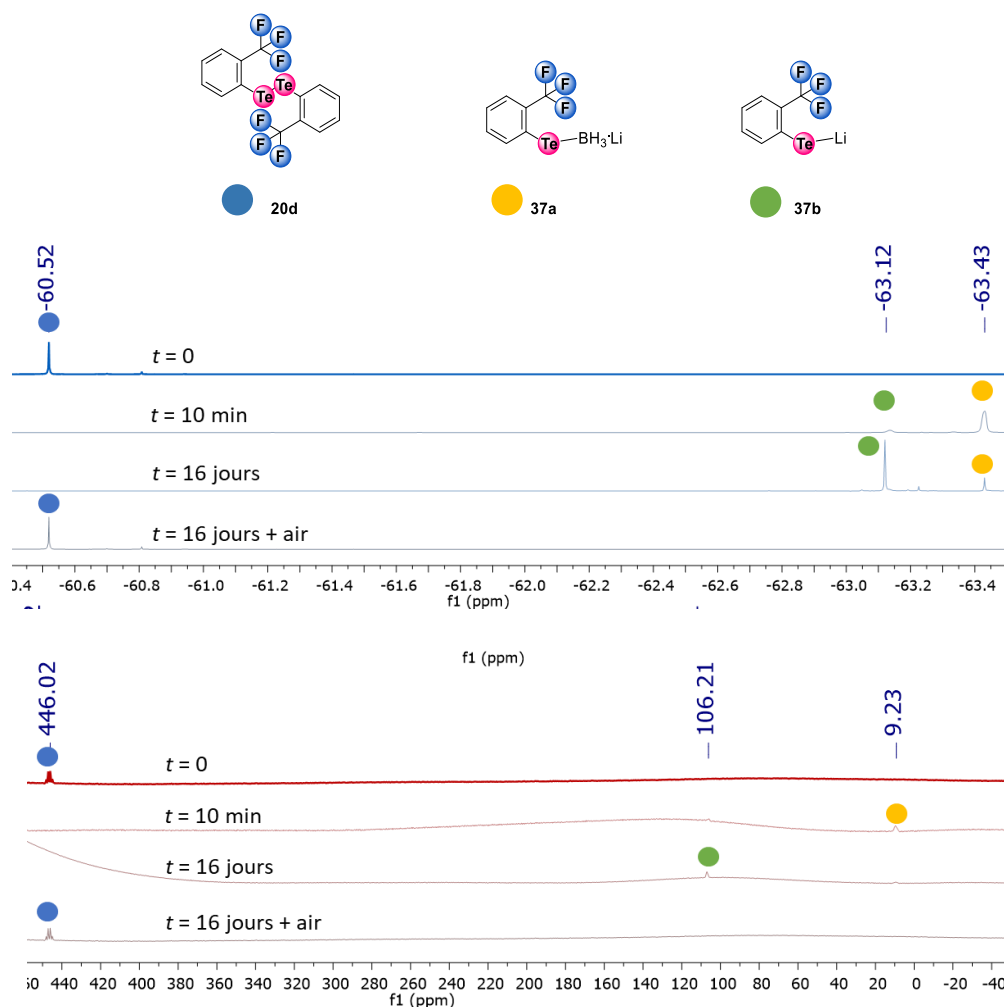 F
F
F
Te
Te
F
F
F
F
F
F
Te
BH₃·Li
F
F
F
Te
Li
20d
37a
37b
-60.52
-63.12
-63.43
t = 0
t = 10 min
t = 16 jours
t = 16 jours + air
0.4 -60.6 -60.8 -61.0 -61.2 -61.4 -61.6 -61.8 -62.0 -62.2 -62.4 -62.6 -62.8 -63.0 -63.2 -63.4
f1 (ppm)
f1 (ppm)
446.02
106.21
9.23
t = 0
t = 10 min
t = 16 jours
t = 16 jours + air
440 420 400 380 360 340 320 300 280 260 240 220 200 180 160 140 120 100 80 60 40 20 0 -20 -40
f1 (ppm)